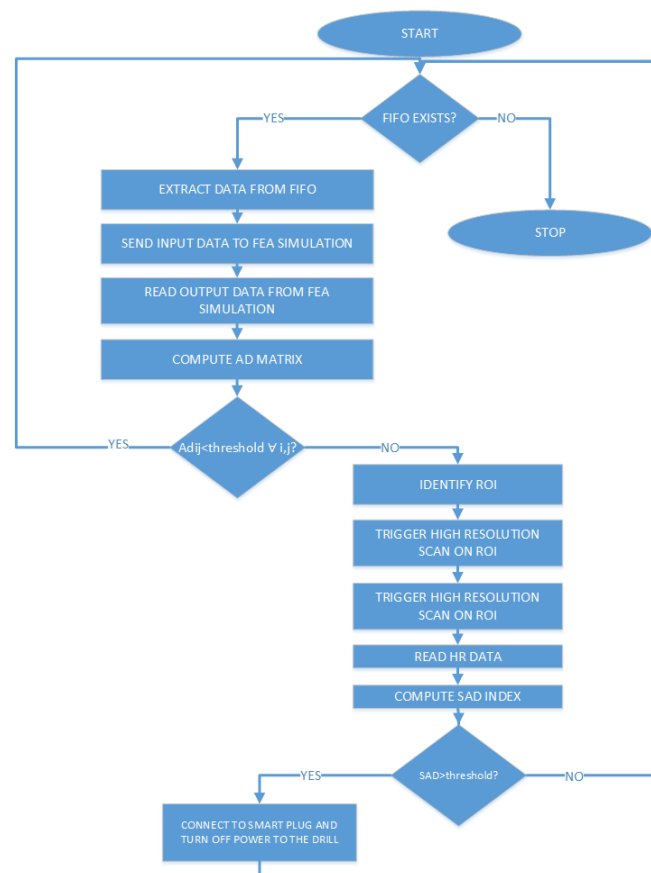 START
FIFO EXISTS?
YES
NO
EXTRACT DATA FROM FIFO
SEND INPUT DATA TO FEA SIMULATION
STOP
READ OUTPUT DATA FROM FEA
SIMULATION
COMPUTE AD MATRIX
Adij<threshold ∀ i,j?
YES
NO
IDENTIFY ROI
TRIGGER HIGH RESOLUTION
SCAN ON ROI
TRIGGER HIGH RESOLUTION
SCAN ON ROI
READ HR DATA
COMPUTE SAD INDEX
SAD>threshold?
YES
NO
CONNECT TO SMART PLUG AND
TURN OFF POWER TO THE DRILL